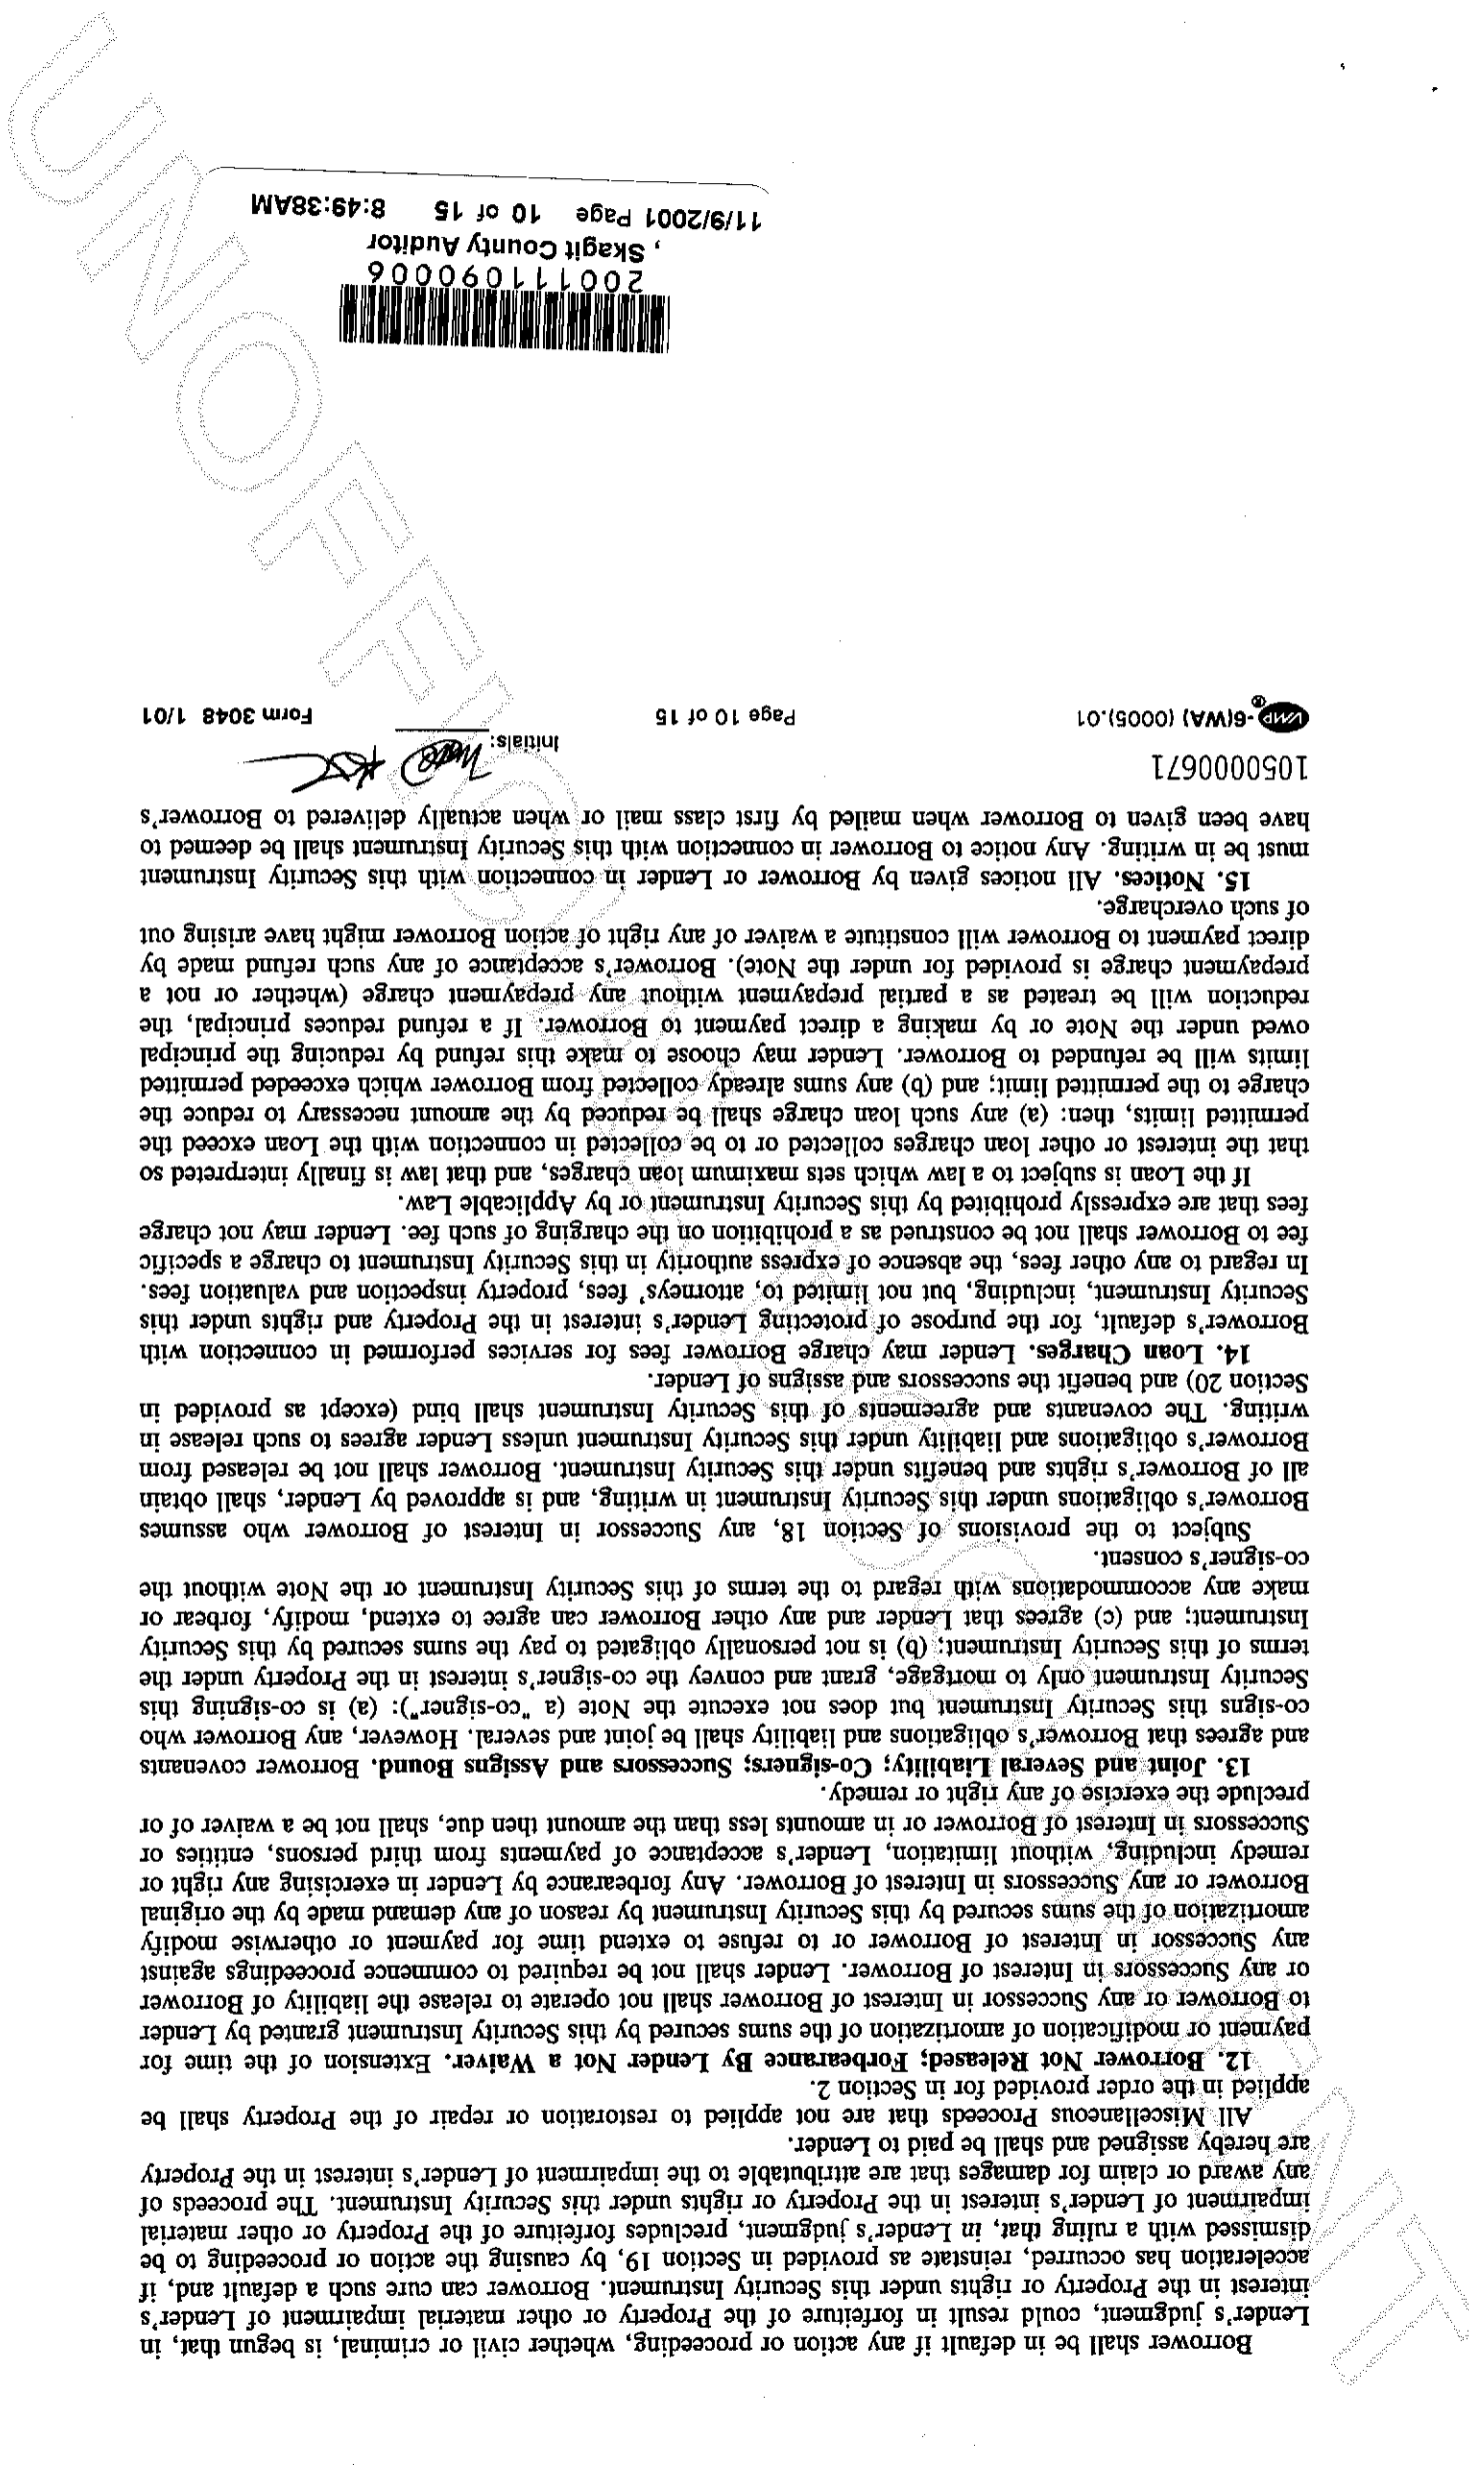 Borrower shall be in default if any action or proceeding, whether civil or criminal, is begun that, in
Lender's judgment, could result in forfeiture of the Property or other material impairment of Lender's
interest in the Property or rights under this Security Instrument. Borrower can cure such a default and, if
acceleration has occurred, reinstate as provided in Section 19, by causing the action or proceeding to be
dismissed with a ruling that, in Lender's judgment, precludes forfeiture of the Property or other material
impairment of Lender's interest in the Property or rights under this Security Instrument. The proceeds of
any award or claim for damages that are attributable to the impairment of Lender's interest in the Property
are hereby assigned and shall be paid to Lender.
All Miscellaneous Proceeds that are not applied to restoration or repair of the Property shall be
applied in the order provided for in Section 2.
12. Borrower Not Released; Forbearance By Lender Not a Waiver. Extension of the time for
payment or modification of amortization of the sums secured by this Security Instrument granted by Lender
to Borrower or any Successor in Interest of Borrower shall not operate to release the liability of Borrower
or any Successors in Interest of Borrower. Lender shall not be required to commence proceedings against
any Successor in Interest of Borrower or to refuse to extend time for payment or otherwise modify
amortization of the sums secured by this Security Instrument by reason of any demand made by the original
Borrower or any Successors in Interest of Borrower. Any forbearance by Lender in exercising any right or
remedy including, without limitation, Lender's acceptance of payments from third persons, entities or
Successors in Interest of Borrower or in amounts less than the amount then due, shall not be a waiver of or
preclude the exercise of any right or remedy.
13. Joint and Several Liability; Co-signers; Successors and Assigns Bound. Borrower covenants
and agrees that Borrower's obligations and liability shall be joint and several. However, any Borrower who
co-signs this Security Instrument but does not execute the Note (a "co-signer"): (a) is co-signing this
Security Instrument only to mortgage, grant and convey the co-signer's interest in the Property under the
terms of this Security Instrument; (b) is not personally obligated to pay the sums secured by this Security
Instrument; and (c) agrees that Lender and any other Borrower can agree to extend, modify, forbear or
make any accommodations with regard to the terms of this Security Instrument or the Note without the
co-signer's consent.
Subject to the provisions of Section 18, any Successor in Interest of Borrower who assumes
Borrower's obligations under this Security Instrument in writing, and is approved by Lender, shall obtain
all of Borrower's rights and benefits under this Security Instrument. Borrower shall not be released from
Borrower's obligations and liability under this Security Instrument unless Lender agrees to such release in
writing. The covenants and agreements of this Security Instrument shall bind (except as provided in
Section 20) and benefit the successors and assigns of Lender.
14. Loan Charges. Lender may charge Borrower fees for services performed in connection with
Borrower's default, for the purpose of protecting Lender's interest in the Property and rights under this
Security Instrument, including, but not limited to, attorneys' fees, property inspection and valuation fees.
In regard to any other fees, the absence of express authority in this Security Instrument to charge a specific
fee to Borrower shall not be construed as a prohibition on the charging of such fee. Lender may not charge
fees that are expressly prohibited by this Security Instrument or by Applicable Law.
If the Loan is subject to a law which sets maximum loan charges, and that law is finally interpreted so
that the interest or other loan charges collected or to be collected in connection with the Loan exceed the
permitted limits, then: (a) any such loan charge shall be reduced by the amount necessary to reduce the
charge to the permitted limit; and (b) any sums already collected from Borrower which exceeded permitted
limits will be refunded to Borrower. Lender may choose to make this refund by reducing the principal
owed under the Note or by making a direct payment to Borrower. If a refund reduces principal, the
reduction will be treated as a partial prepayment without any prepayment charge (whether or not a
prepayment charge is provided for under the Note). Borrower's acceptance of any such refund made by
direct payment to Borrower will constitute a waiver of any right of action Borrower might have arising out
of such overcharge.
15. Notices. All notices given by Borrower or Lender in connection with this Security Instrument
must be in writing. Any notice to Borrower in connection with this Security Instrument shall be deemed to
have been given to Borrower when mailed by first class mail or when actually delivered to Borrower's
1050000671
Initials:
VMP®-6(WA) (0005).01 Page 10 of 15 Form 3048 1/01
200111090006
, Skagit County Auditor
11/9/2001 Page 10 of 15 8:49:38AM
UNOFFICIAL DOCUMENT